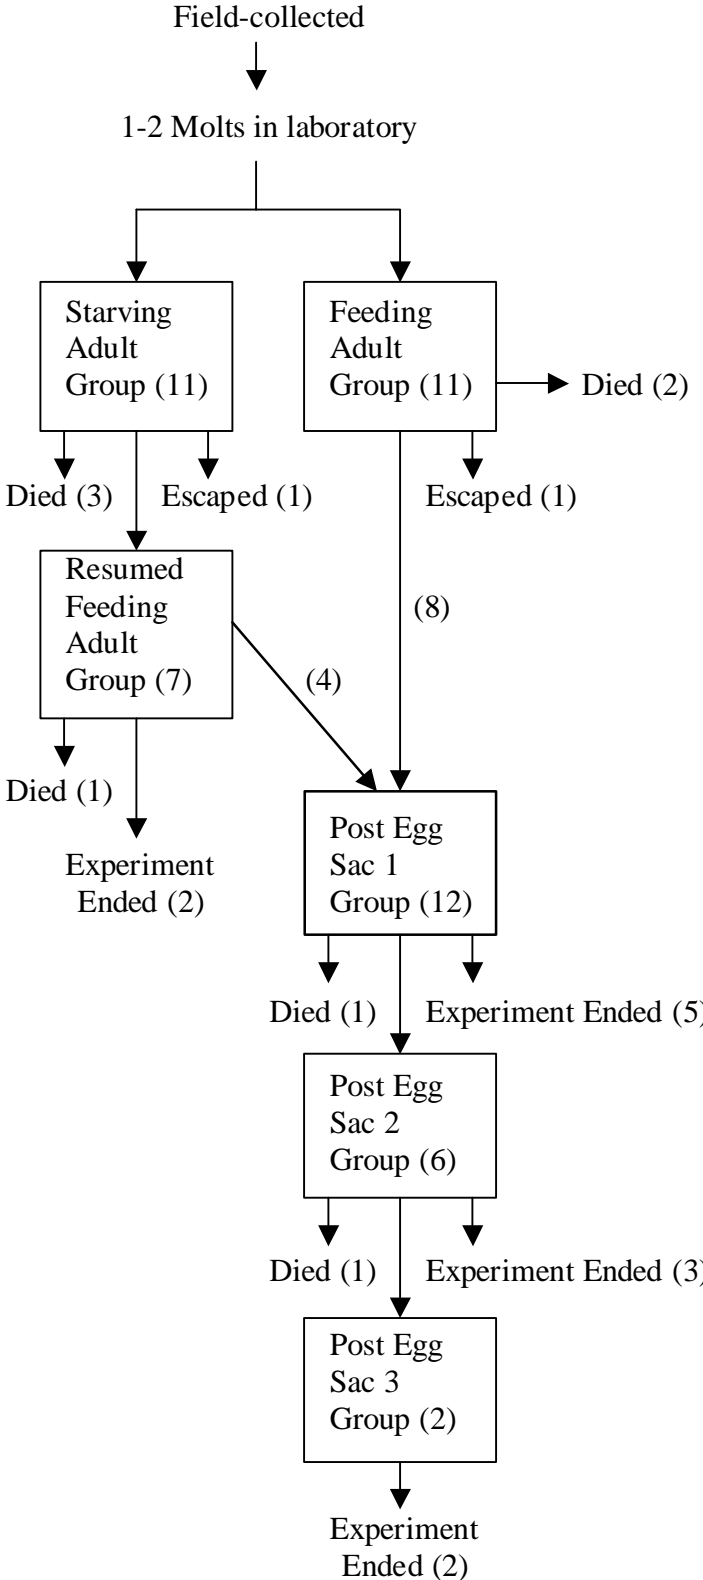 Field-collected
1-2 Molts in laboratory
Starving
Adult
Group (11)
Feeding
Adult
Group (11)
Died (2)
Died (3)
Escaped (1)
Escaped (1)
Resumed
Feeding
Adult
Group (7)
(8)
(4)
Died (1)
Experiment
Ended (2)
Post Egg
Sac 1
Group (12)
Died (1)
Experiment Ended (5)
Post Egg
Sac 2
Group (6)
Died (1)
Experiment Ended (3)
Post Egg
Sac 3
Group (2)
Experiment
Ended (2)